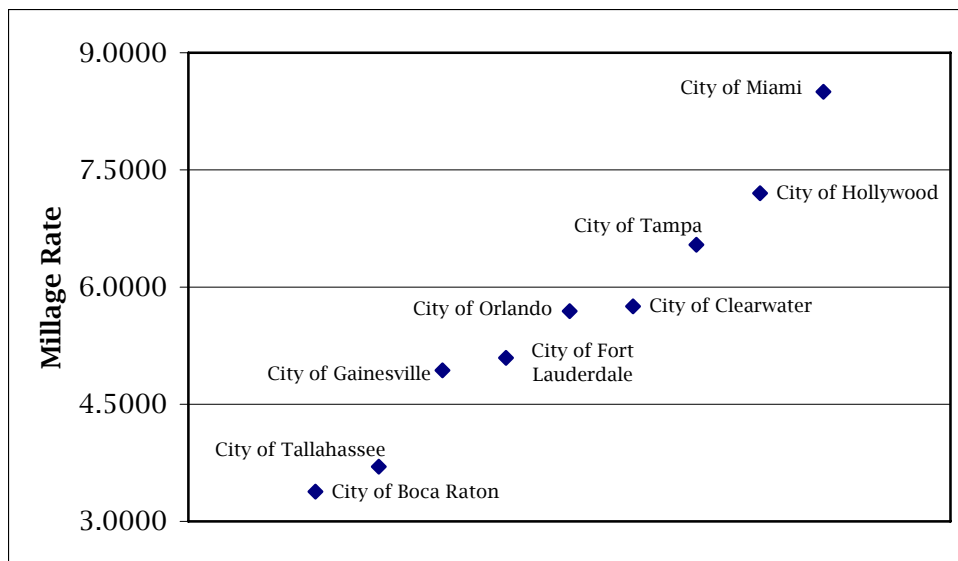 9.0000
City of Miami
7.5000
City of Hollywood
City of Tampa
Millage Rate
6.0000
City of Orlando
City of Clearwater
City of Fort
Lauderdale
City of Gainesville
4.5000
City of Tallahassee
City of Boca Raton
3.0000